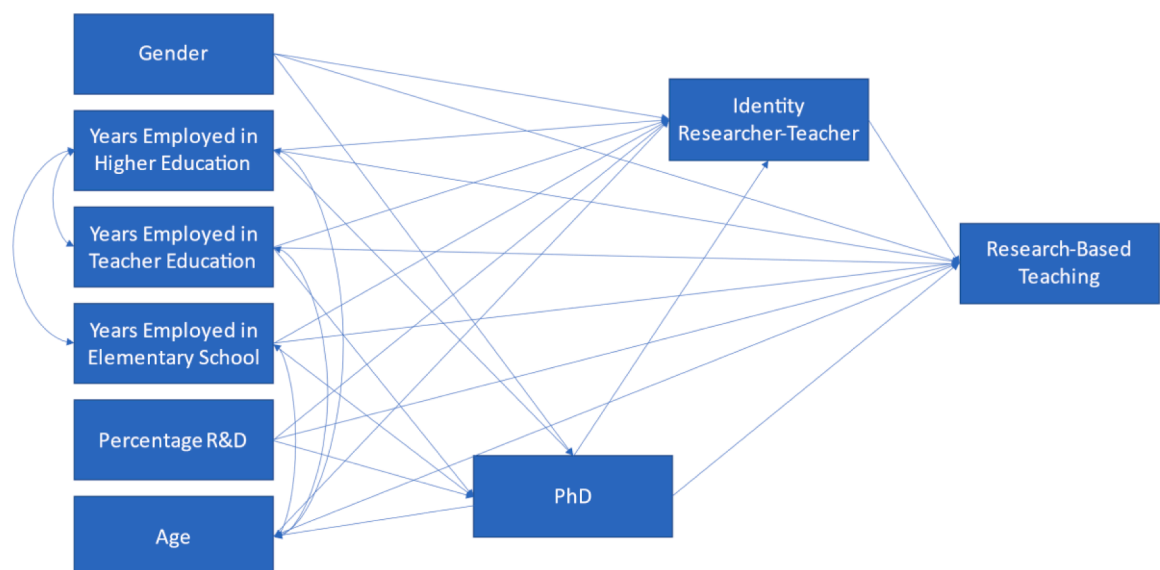 Gender
Years Employed in
Higher Education
Years Employed in
Teacher Education
Years Employed in
Elementary School
Percentage R&D
Age
Identity
Researcher-Teacher
PhD
Research-Based
Teaching